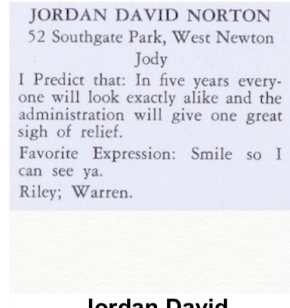 JORDAN DAVID NORTON
52 Southgate Park, West Newton
Jody
I Predict that: In five years every-
one will look exactly alike and the
administration will give one great
sigh of relief.
Favorite Expression: Smile so I
can see ya.
Riley; Warren.
Jordan David